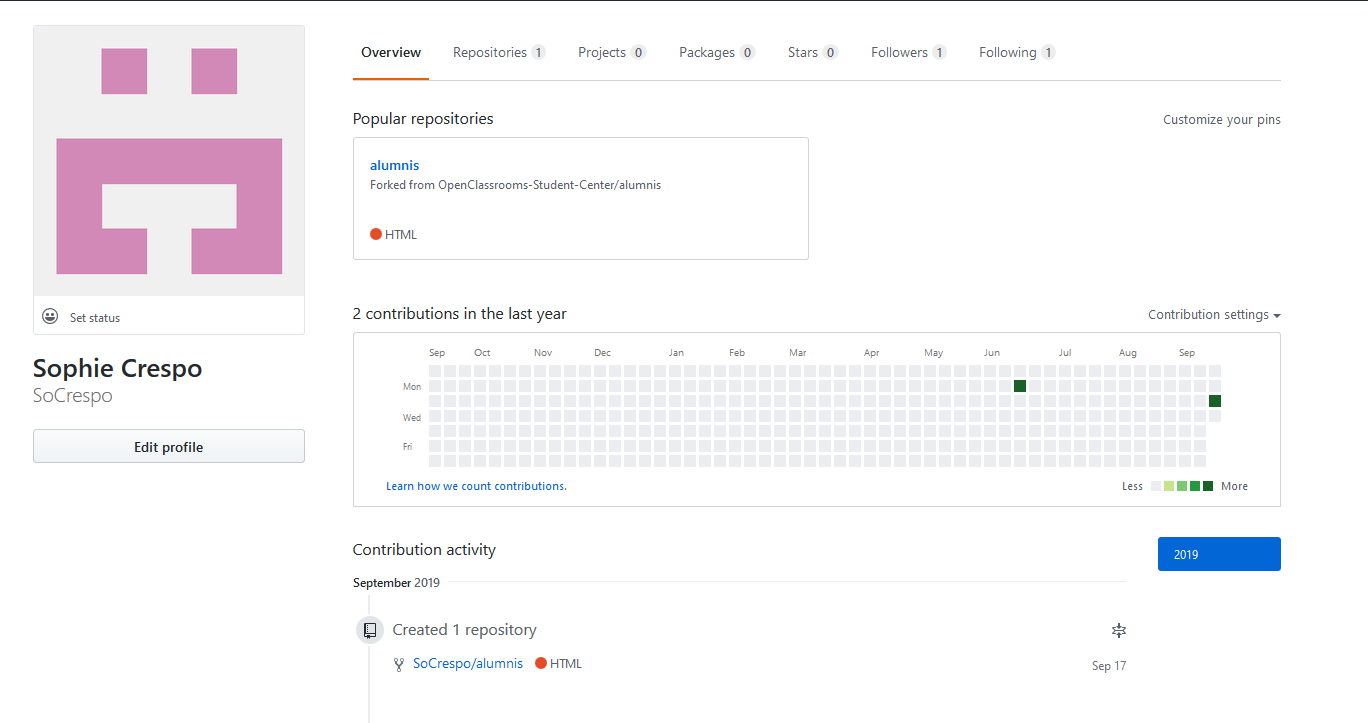 Overview Repositories 1 Projects 0 Packages 0 Stars 0 Followers 1 Following 1
Set status
Sophie Crespo
SoCrespo
Edit profile
Popular repositories Customize your pins
alumnis
Forked from OpenClassrooms-Student-Center/alumnis
HTML
2 contributions in the last year Contribution settings
Sep Oct Nov Dec Jan Feb Mar Apr May Jun Jul Aug Sep
Mon
Wed
Fri
Learn how we count contributions. Less More
Contribution activity 2019
September 2019
Created 1 repository
SoCrespo/alumnis HTML Sep 17